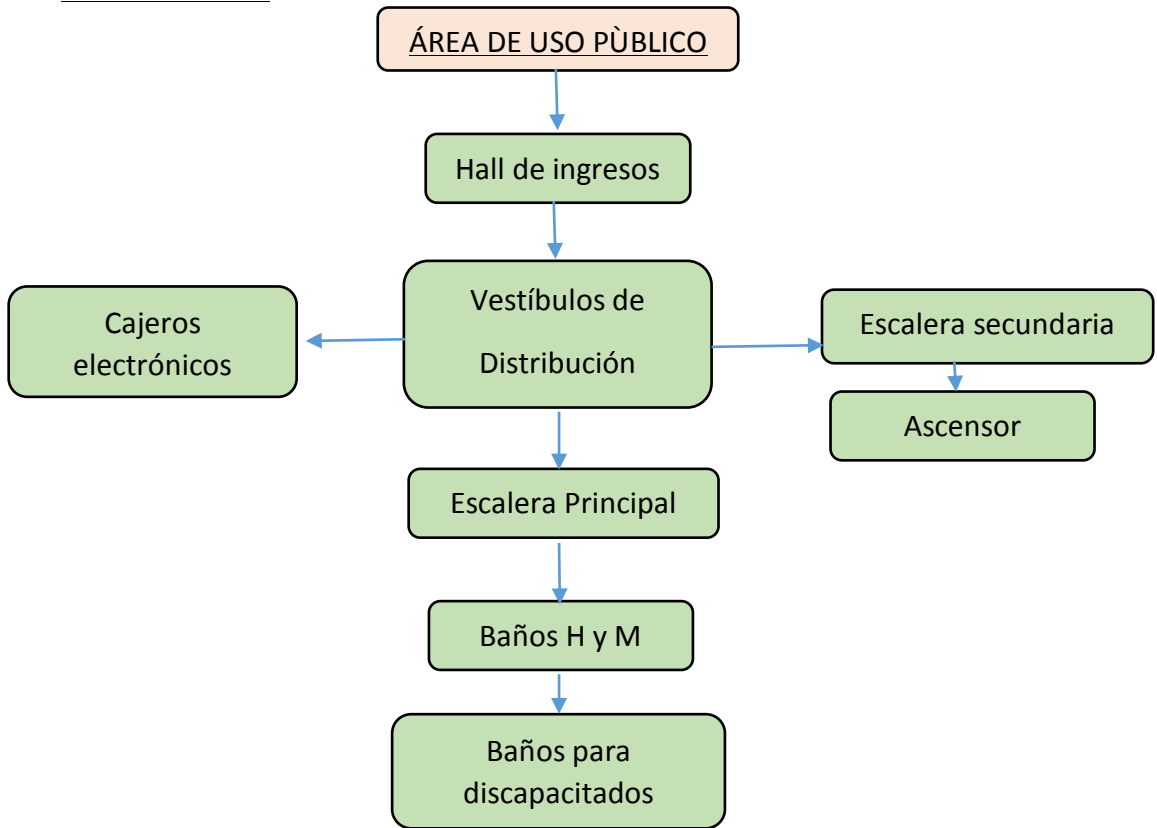 ÁREA DE USO PÙBLICO
Hall de ingresos
Vestíbulos de
Distribución
Cajeros
electrónicos
Escalera secundaria
Ascensor
Escalera Principal
Baños H y M
Baños para
discapacitados